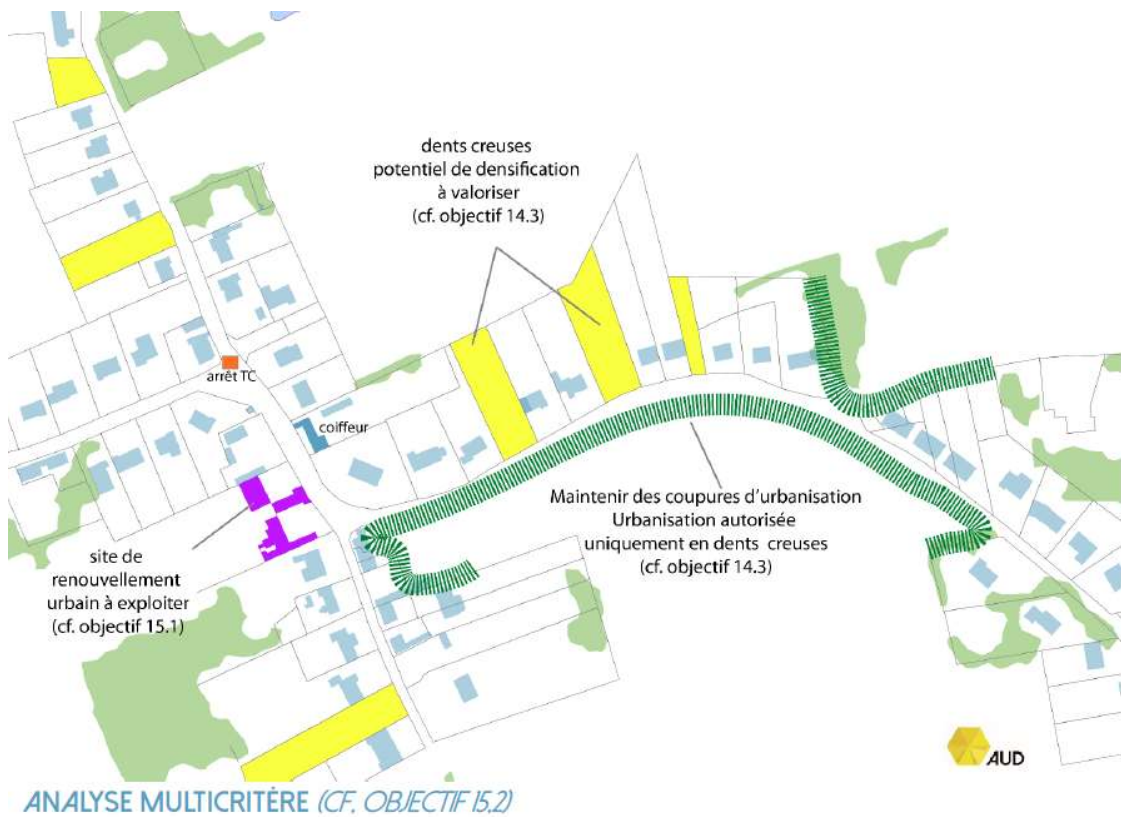 dents creuses
potentiel de densification
à valoriser
(cf. objectif 14.3)
arrêt TC
coiffeur
Maintenir des coupures d'urbanisation
Urbanisation autorisée
uniquement en dents creuses
(cf. objectif 14.3)
site de
renouvellement
urbain à exploiter
(cf. objectif 15.1)
AUD
ANALYSE MULTICRITÈRE (CF. OBJECTIF 15.2)